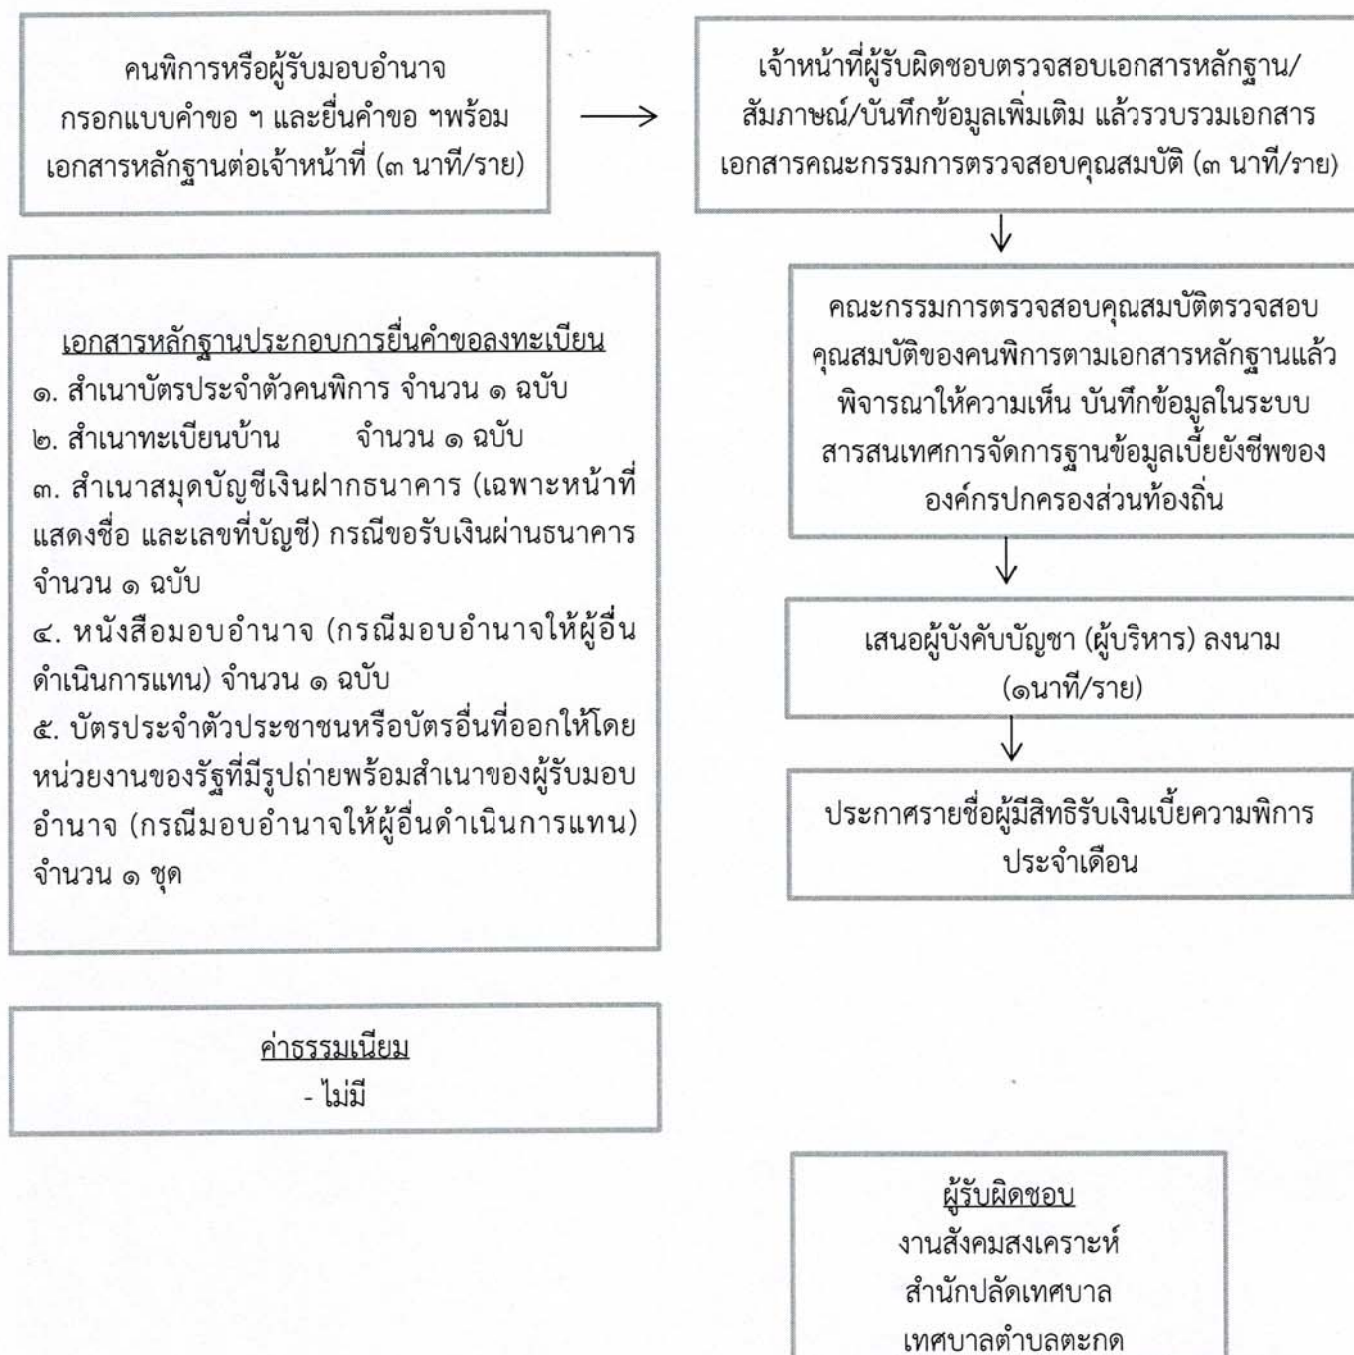 คนพิการหรือผู้รับมอบอำนาจ
กรอกแบบคำขอ ฯ และยื่นคำขอ ฯพร้อม
เอกสารหลักฐานต่อเจ้าหน้าที่ (๓ นาที/ราย)
เจ้าหน้าที่ผู้รับผิดชอบตรวจสอบเอกสารหลักฐาน/
สัมภาษณ์/บันทึกข้อมูลเพิ่มเติม แล้วรวบรวมเอกสาร
เอกสารคณะกรรมการตรวจสอบคุณสมบัติ (๓ นาที/ราย)
คณะกรรมการตรวจสอบคุณสมบัติตรวจสอบ
คุณสมบัติของคนพิการตามเอกสารหลักฐานแล้ว
พิจารณาให้ความเห็น บันทึกข้อมูลในระบบ
สารสนเทศการจัดการฐานข้อมูลเบี้ยยังชีพของ
องค์กรปกครองส่วนท้องถิ่น
เสนอผู้บังคับบัญชา (ผู้บริหาร) ลงนาม
(๑นาที/ราย)
ประกาศรายชื่อผู้มีสิทธิรับเงินเบี้ยความพิการ
ประจำเดือน
เอกสารหลักฐานประกอบการยื่นคำขอลงทะเบียน
๑. สำเนาบัตรประจำตัวคนพิการ จำนวน ๑ ฉบับ
๒. สำเนาทะเบียนบ้าน จำนวน ๑ ฉบับ
๓. สำเนาสมุดบัญชีเงินฝากธนาคาร (เฉพาะหน้าที่
แสดงชื่อ และเลขที่บัญชี) กรณีขอรับเงินผ่านธนาคาร
จำนวน ๑ ฉบับ
๔. หนังสือมอบอำนาจ (กรณีมอบอำนาจให้ผู้อื่น
ดำเนินการแทน) จำนวน ๑ ฉบับ
๕. บัตรประจำตัวประชาชนหรือบัตรอื่นที่ออกให้โดย
หน่วยงานของรัฐที่มีรูปถ่ายพร้อมสำเนาของผู้รับมอบ
อำนาจ (กรณีมอบอำนาจให้ผู้อื่นดำเนินการแทน)
จำนวน ๑ ชุด
ค่าธรรมเนียม
- ไม่มี
ผู้รับผิดชอบ
งานสังคมสงเคราะห์
สำนักปลัดเทศบาล
เทศบาลตำบลตะกด